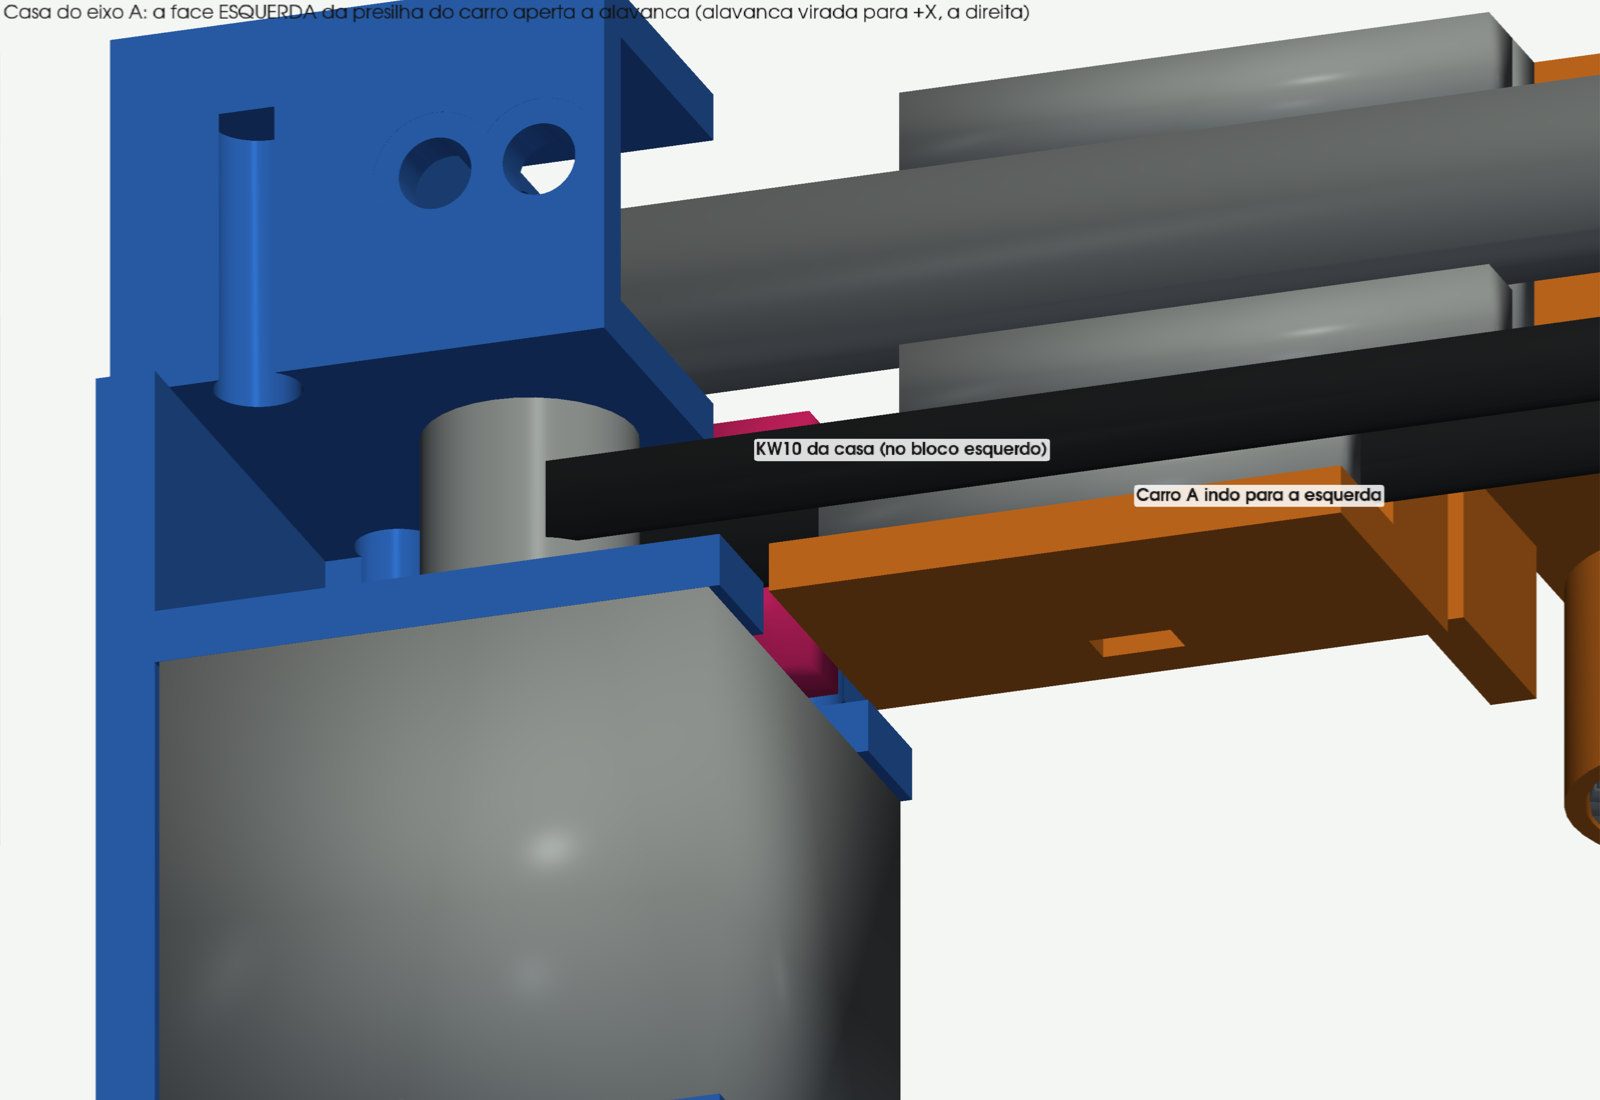 Casa do eixo A: a face ESQUERDA da presilha do carro aperta a alavanca (alavanca virada para +X, a direita)
KW10 da casa (no bloco esquerdo)
Carro A indo para a esquerda